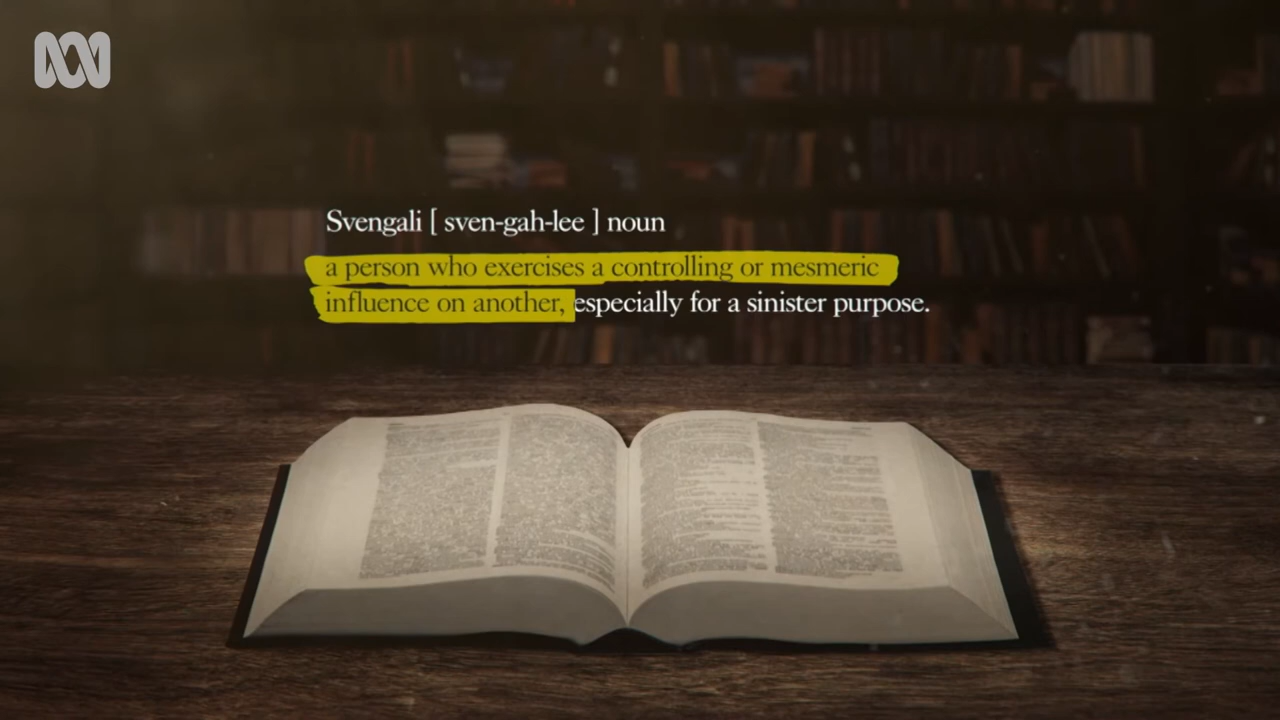 Svengali [ sven-gah-lee ] noun
a person who exercises a controlling or mesmeric
influence on another, especially for a sinister purpose.